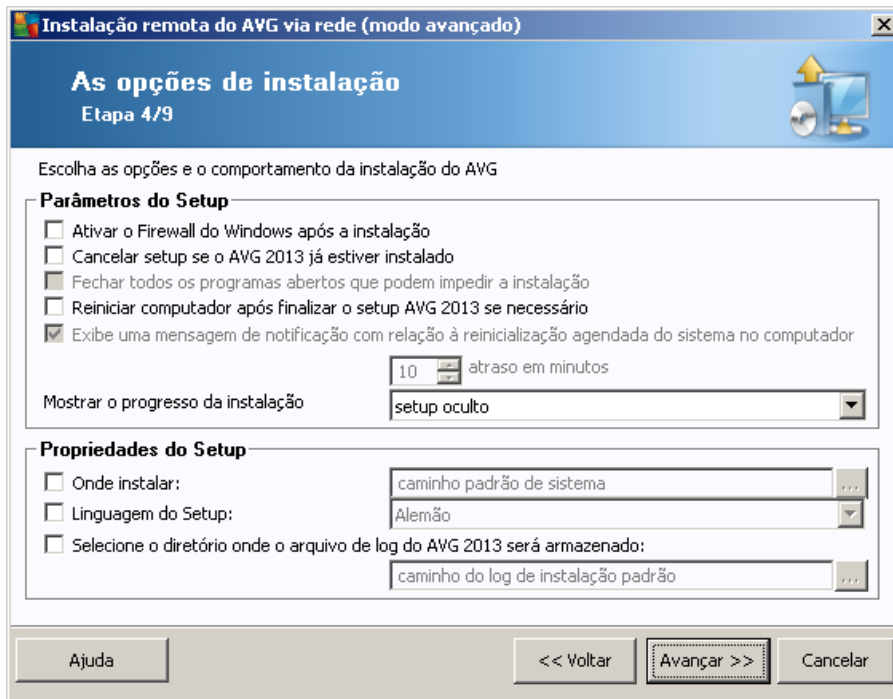 Instalação remota do AVG via rede (modo avançado)
As opções de instalação
Etapa 4/9
Escolha as opções e o comportamento da instalação do AVG
Parâmetros do Setup
Ativar o Firewall do Windows após a instalação
Cancelar setup se o AVG 2013 já estiver instalado
Fechar todos os programas abertos que podem impedir a instalação
Reiniciar computador após finalizar o setup AVG 2013 se necessário
Exibe uma mensagem de notificação com relação à reinicialização agendada do sistema no computador
10 atraso em minutos
Mostrar o progresso da instalação setup oculto
Propriedades do Setup
Onde instalar: caminho padrão de sistema ...
Linguagem do Setup: Alemão
Selecione o diretório onde o arquivo de log do AVG 2013 será armazenado:
caminho do log de instalação padrão ...
Ajuda << Voltar Avançar >> Cancelar